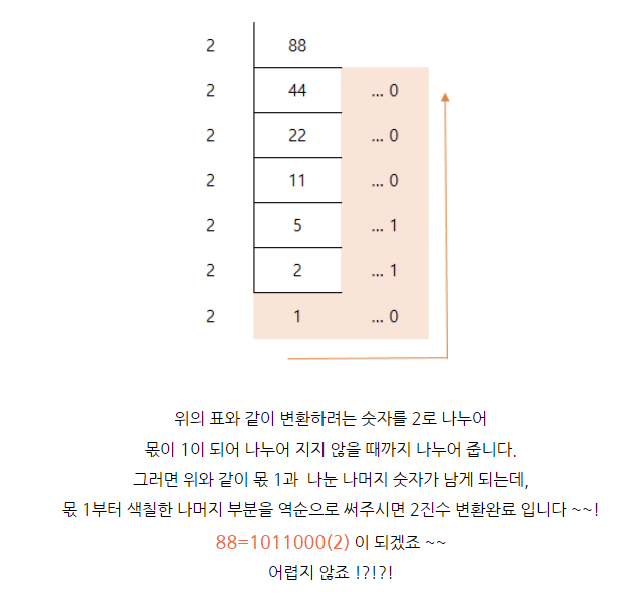 2 88
2 44 ... 0
2 22 ... 0
2 11 ... 0
2 5 ... 1
2 2 ... 1
2 1 ... 0
위의 표와 같이 변환하려는 숫자를 2로 나누어
몫이 1이 되어 나누어 지지 않을 때까지 나누어 줍니다.
그러면 위와 같이 몫 1과 나눈 나머지 숫자가 남게 되는데,
몫 1부터 색칠한 나머지 부분을 역순으로 써주시면 2진수 변환완료 입니다 ~~!
88=1011000(2) 이 되겠죠 ~~
어렵지 않죠 !?!?!